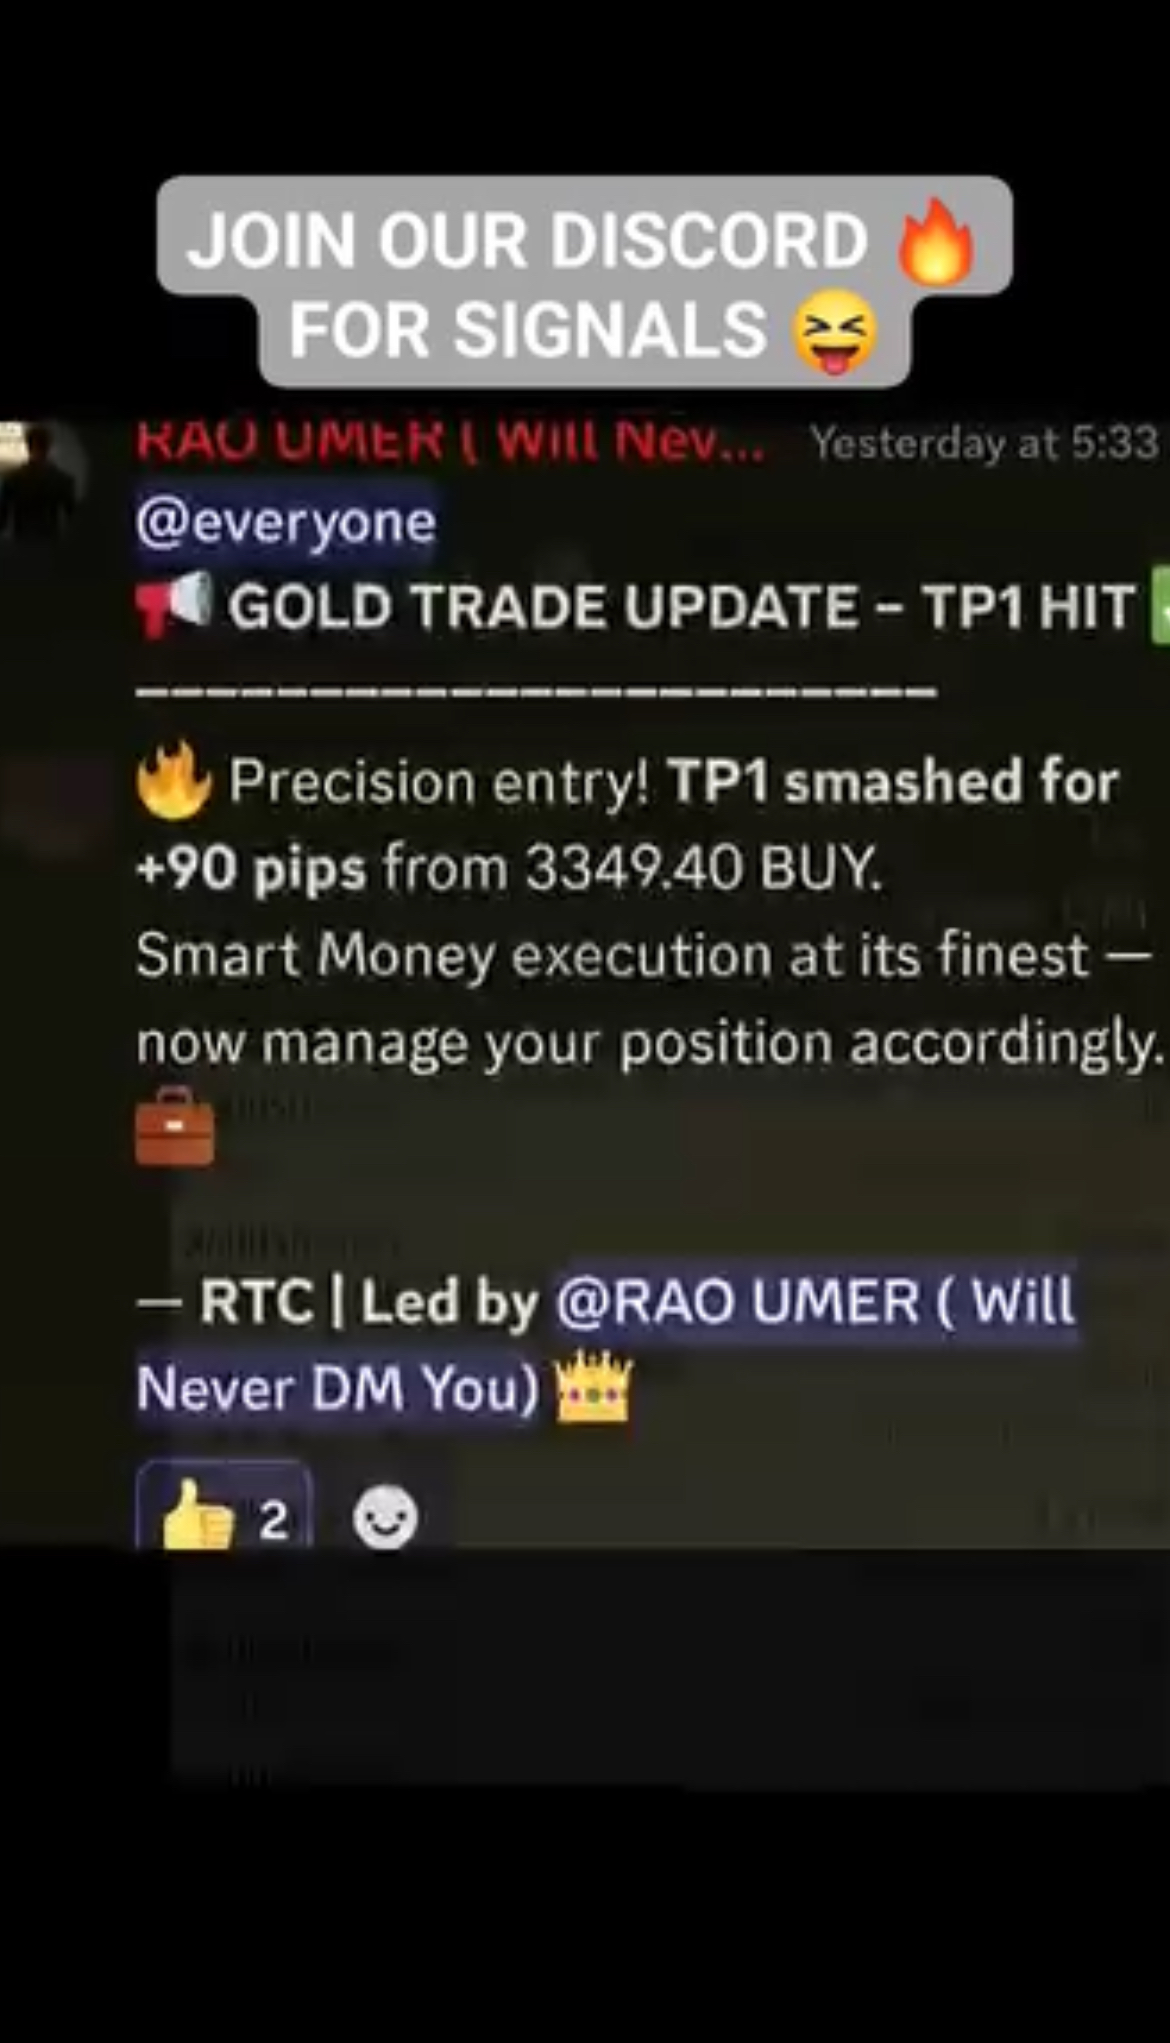 JOIN OUR DISCORD 🔥
FOR SIGNALS 😝
RAO UMER ( Will Nev... Yesterday at 5:33
@everyone
📢 GOLD TRADE UPDATE – TP1 HIT ✅
–––––––––––––––––––––––
🔥 Precision entry! TP1 smashed for
+90 pips from 3349.40 BUY.
Smart Money execution at its finest —
now manage your position accordingly.
💼
— RTC | Led by @RAO UMER ( Will
Never DM You) 👑
👍 2